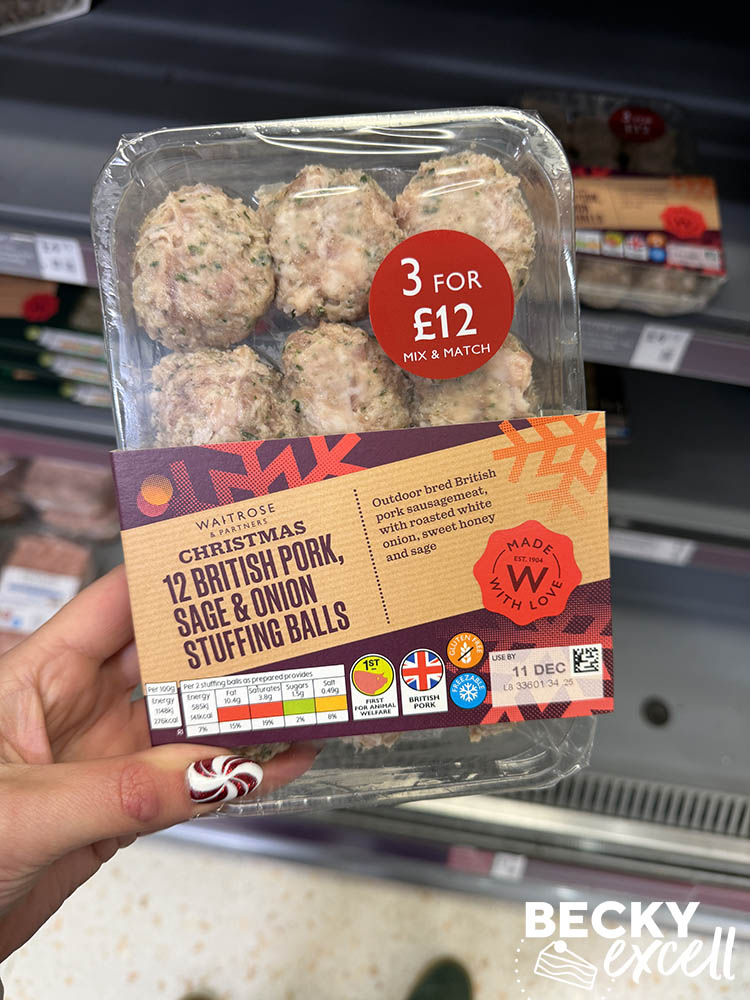 3 FOR
£12
MIX & MATCH
WAITROSE
& PARTNERS
CHRISTMAS
12 BRITISH PORK,
SAGE & ONION
STUFFING BALLS
Outdoor bred British
pork sausagemeat,
with roasted white
onion, sweet honey
and sage
MADE
EST. 1904
W
WITH LOVE
Per 100g
Energy
1148kJ
276kcal
Per 2 stuffing balls as prepared provides
Energy
585kJ
141kcal
7%
Fat
10.4g
15%
Saturates
3.8g
19%
Sugars
1.5g
2%
Salt
0.49g
8%
1ST
FIRST
FOR ANIMAL
WELFARE
BRITISH
PORK
GLUTEN FREE
FREEZABLE
USE BY
11 DEC
L8 33601 34 25
BECKY
excell